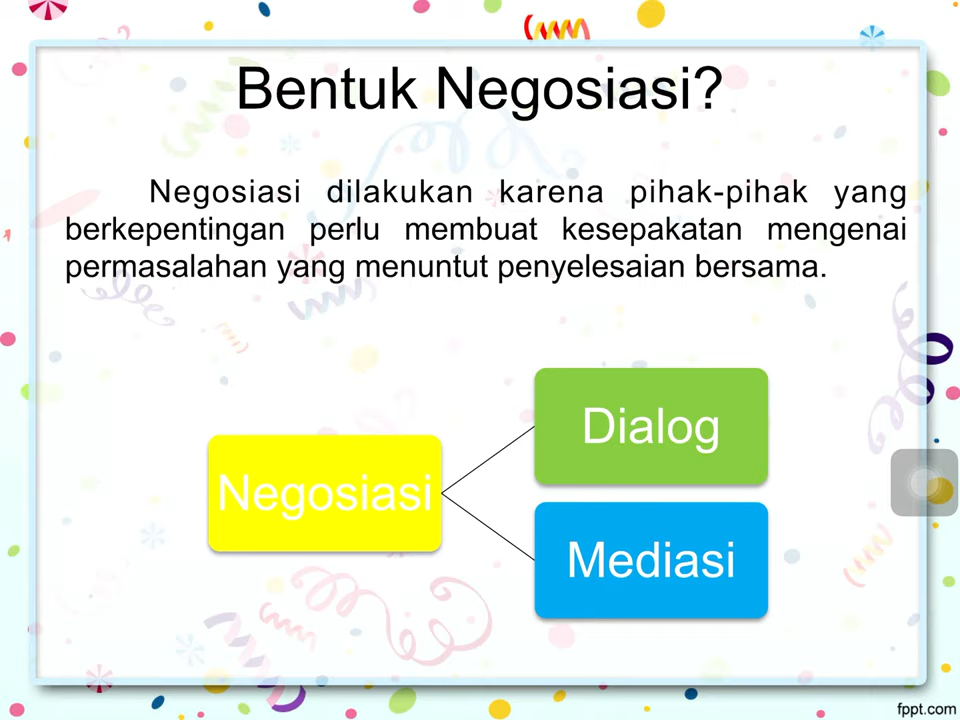 Bentuk Negosiasi?
Negosiasi dilakukan karena pihak-pihak yang
berkepentingan perlu membuat kesepakatan mengenai
permasalahan yang menuntut penyelesaian bersama.
Dialog
Negosiasi
Mediasi
fppt.com